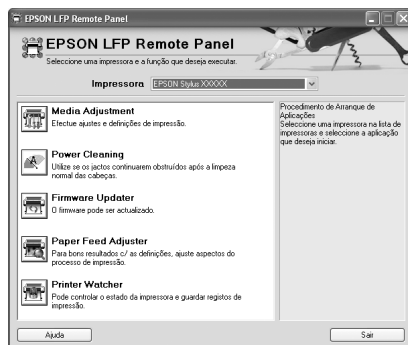 EPSON LFP Remote Panel
EPSON LFP Remote Panel
Seleccione uma impressora e a função que deseja executar.
Impressora EPSON Stylus XXXXX
Media Adjustment
Efectue ajustes e definições de impressão.
Power Cleaning
Utilize se os jactos continuarem obstruídos após a limpeza
normal das cabeças.
Firmware Updater
O firmware pode ser actualizado.
Paper Feed Adjuster
Para bons resultados c/ as definições, ajuste aspectos do
processo de impressão.
Printer Watcher
Pode controlar o estado da impressora e guardar registos de
impressão.
Procedimento de Arranque de
Aplicações
Seleccione uma impressora na lista de
impressoras e seleccione a aplicação
que deseja iniciar.
Ajuda
Sair